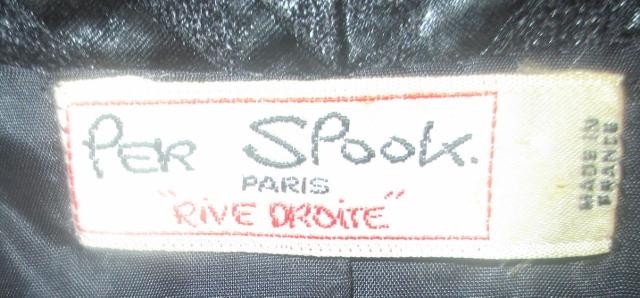 PER SPOOK.
PARIS
"RIVE DROITE"
MADE IN
FRANCE